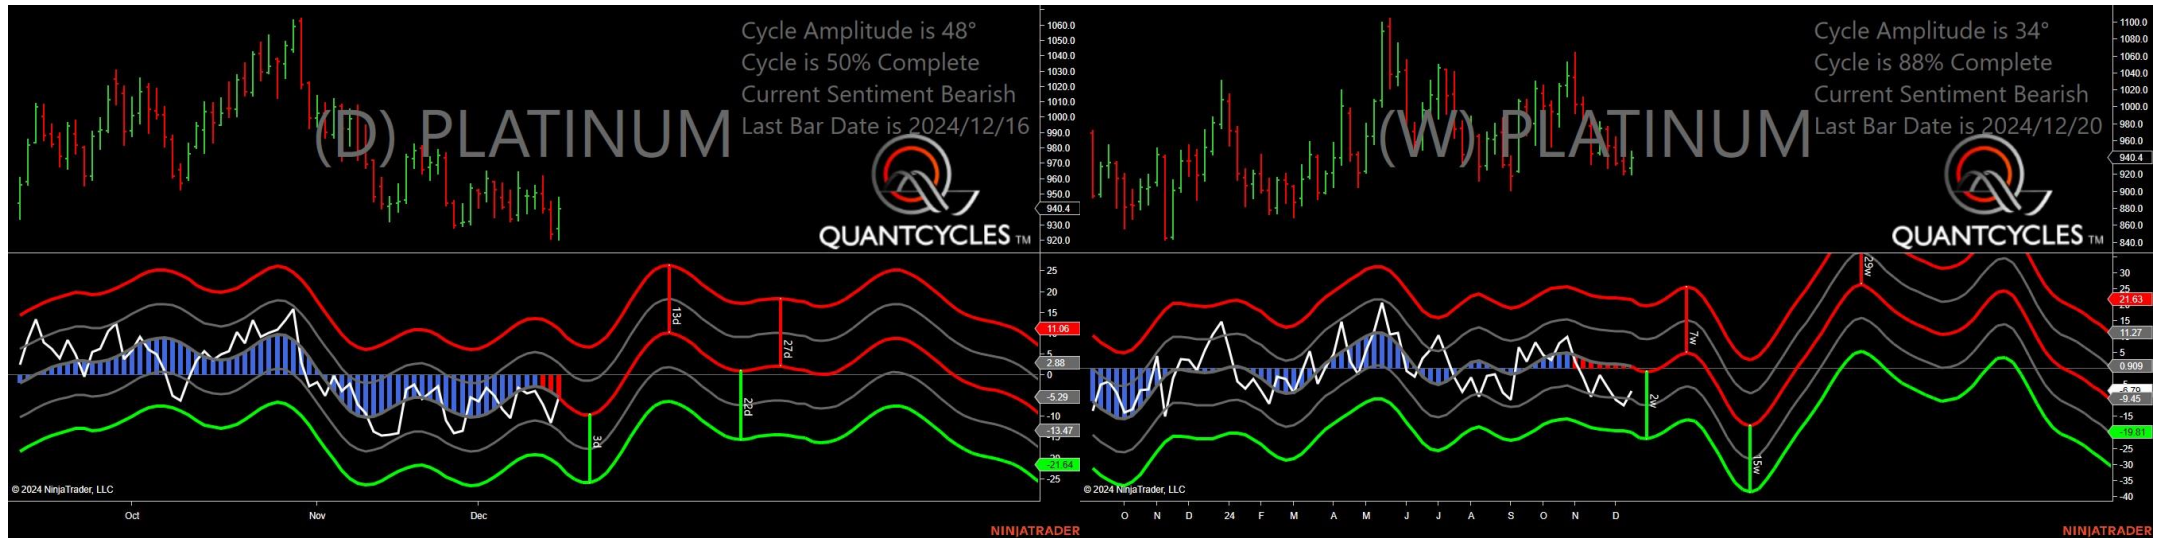 Cycle Amplitude is 48°
Cycle is 50% Complete
Current Sentiment Bearish
Last Bar Date is 2024/12/16
(D) PLATINUM
QUANTCYCLES TM
1060.0
1050.0
1040.0
1030.0
1020.0
1010.0
1000.0
990.0
980.0
970.0
960.0
950.0
940.4
930.0
920.0
13d
27d
22d
3d
25
20
15
11.06
5
2.88
0
-5.29
-10
-13.47
-21.64
-25
© 2024 NinjaTrader, LLC
Oct Nov Dec
NINJATRADER
Cycle Amplitude is 34°
Cycle is 88% Complete
Current Sentiment Bearish
Last Bar Date is 2024/12/20
(W) PLATINUM
QUANTCYCLES TM
1100.0
1080.0
1060.0
1040.0
1020.0
1000.0
980.0
960.0
940.4
920.0
900.0
880.0
860.0
840.0
29w
7w
2w
15w
30
25
21.63
15
11.27
5
0.909
-6.79
-9.45
-15
-19.81
-25
-30
-35
-40
© 2024 NinjaTrader, LLC
O N D 24 F M A M J J A S O N D
NINJATRADER